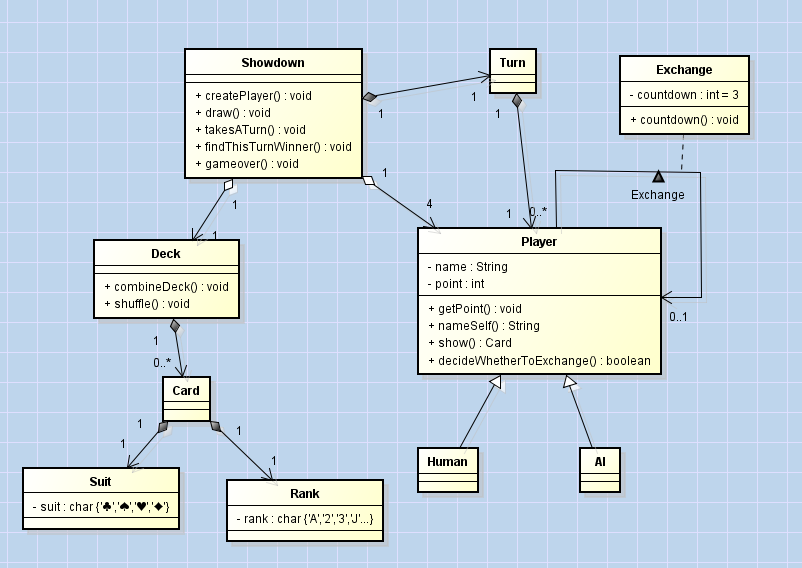 Showdown
+ createPlayer() : void
+ draw() : void
+ takesATurn() : void
+ findThisTurnWinner() : void
+ gameover() : void
Turn
Exchange
- countdown : int = 3
+ countdown() : void
1
1
1
1
4
1
0..*
Exchange
1
1
Deck
+ combineDeck() : void
+ shuffle() : void
Player
- name : String
- point : int
+ getPoint() : void
+ nameSelf() : String
+ show() : Card
+ decideWhetherToExchange() : boolean
0..1
1
0..*
Card
1
1
1
1
Suit
- suit : char {'♣','♠','♥','♦'}
Rank
- rank : char {'A','2','3','J'...}
Human
AI